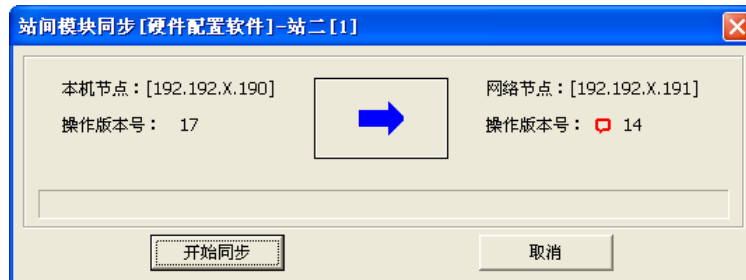 站间模块同步[硬件配置软件]-站二[1]
本机节点：[192.192.X.190]
网络节点：[192.192.X.191]
操作版本号： 17
操作版本号： 14
开始同步
取消